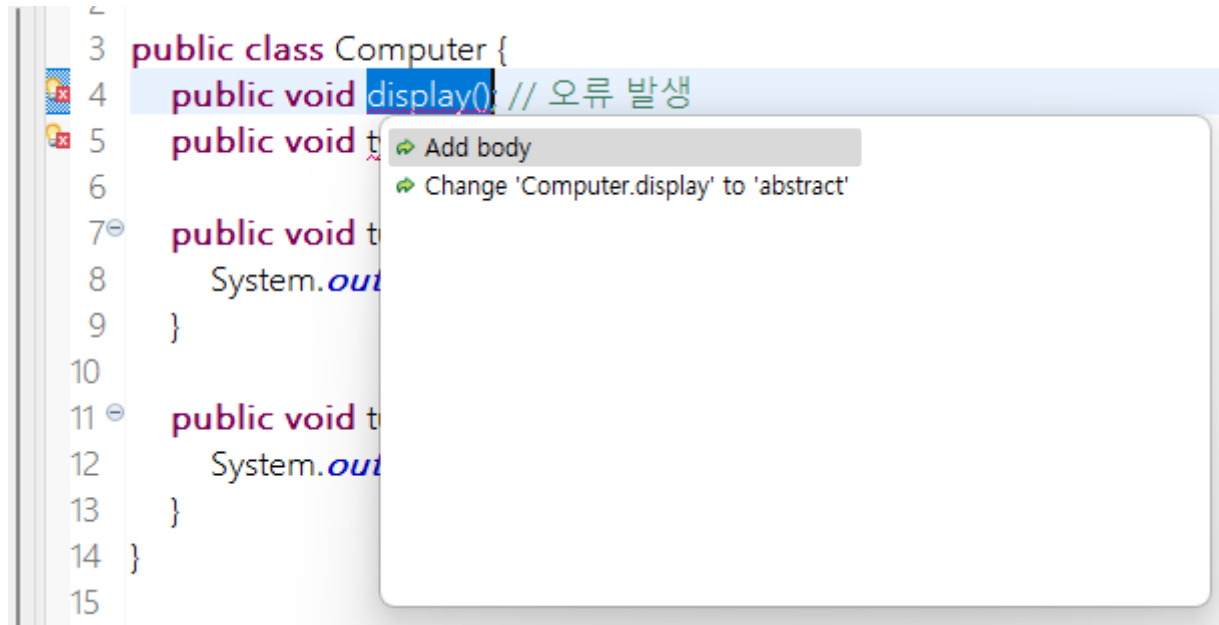 3 public class Computer {
4 public void display(); // 오류 발생
5 public void
Add body
6
Change 'Computer.display' to 'abstract'
7 public void
8 System.out
9 }
10
11 public void
12 System.out
13 }
14 }
15